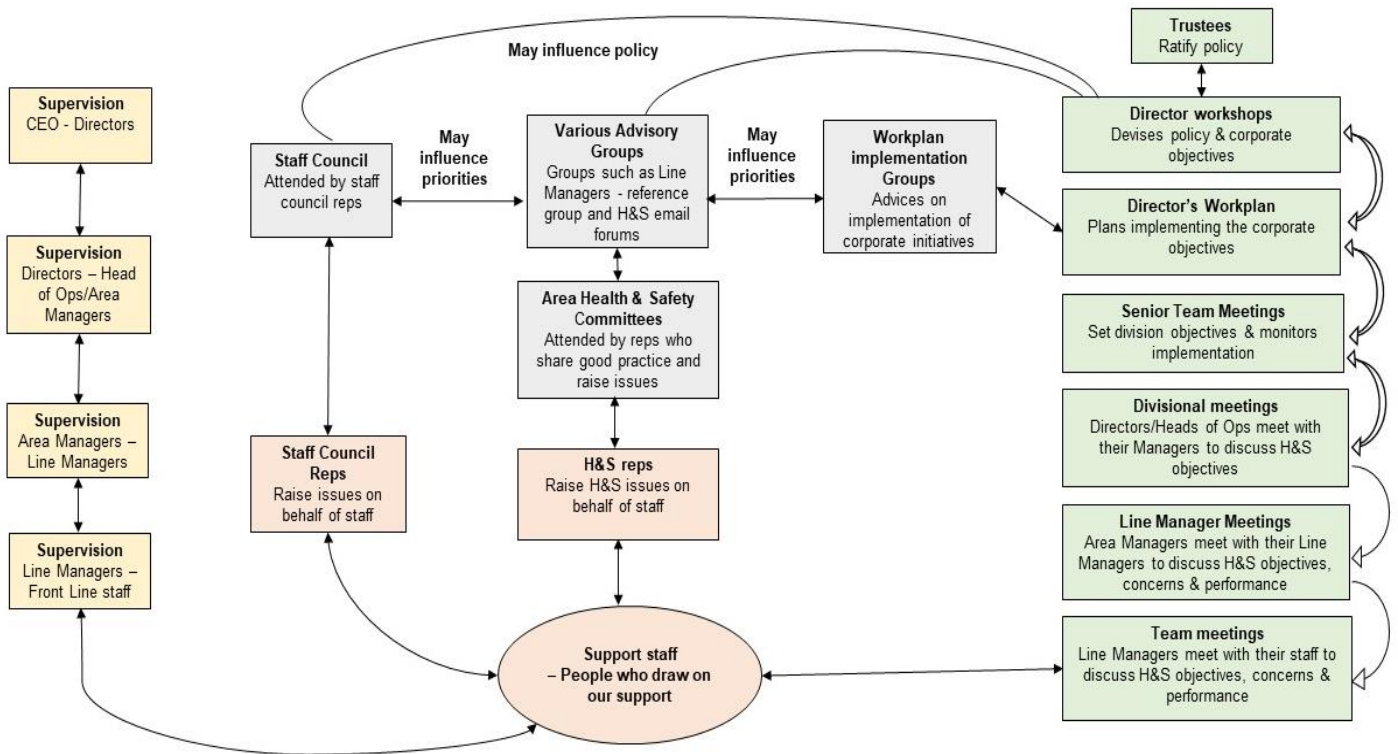 Supervision
CEO - Directors
Supervision
Directors – Head
of Ops/Area
Managers
Supervision
Area Managers –
Line Managers
Supervision
Line Managers –
Front Line staff
May influence policy
Staff Council
Attended by staff
council reps
May
influence
priorities
Various Advisory
Groups
Groups such as Line
Managers - reference
group and H&S email
forums
May
influence
priorities
Workplan
implementation
Groups
Advices on
implementation of
corporate initiatives
Area Health & Safety
Committees
Attended by reps who
share good practice and
raise issues
Staff Council
Reps
Raise issues on
behalf of staff
H&S reps
Raise H&S issues on
behalf of staff
Support staff
– People who draw on
our support
Trustees
Ratify policy
Director workshops
Devises policy & corporate
objectives
Director's Workplan
Plans implementing the corporate
objectives
Senior Team Meetings
Set division objectives & monitors
implementation
Divisional meetings
Directors/Heads of Ops meet with
their Managers to discuss H&S
objectives
Line Manager Meetings
Area Managers meet with their Line
Managers to discuss H&S objectives,
concerns & performance
Team meetings
Line Managers meet with their staff to
discuss H&S objectives, concerns &
performance